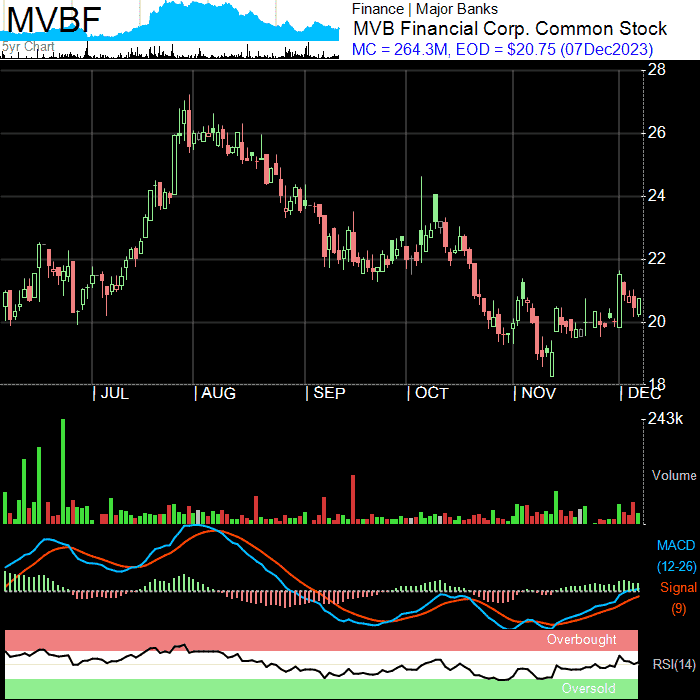 MVBF
5yr Chart
Finance | Major Banks
MVB Financial Corp. Common Stock
MC = 264.3M, EOD = $20.75 (07Dec2023)
28
26
24
22
20
18
| JUL | AUG | SEP | OCT | NOV | DEC
243k
Volume
MACD
(12-26)
Signal
(9)
Overbought
RSI(14)
Oversold